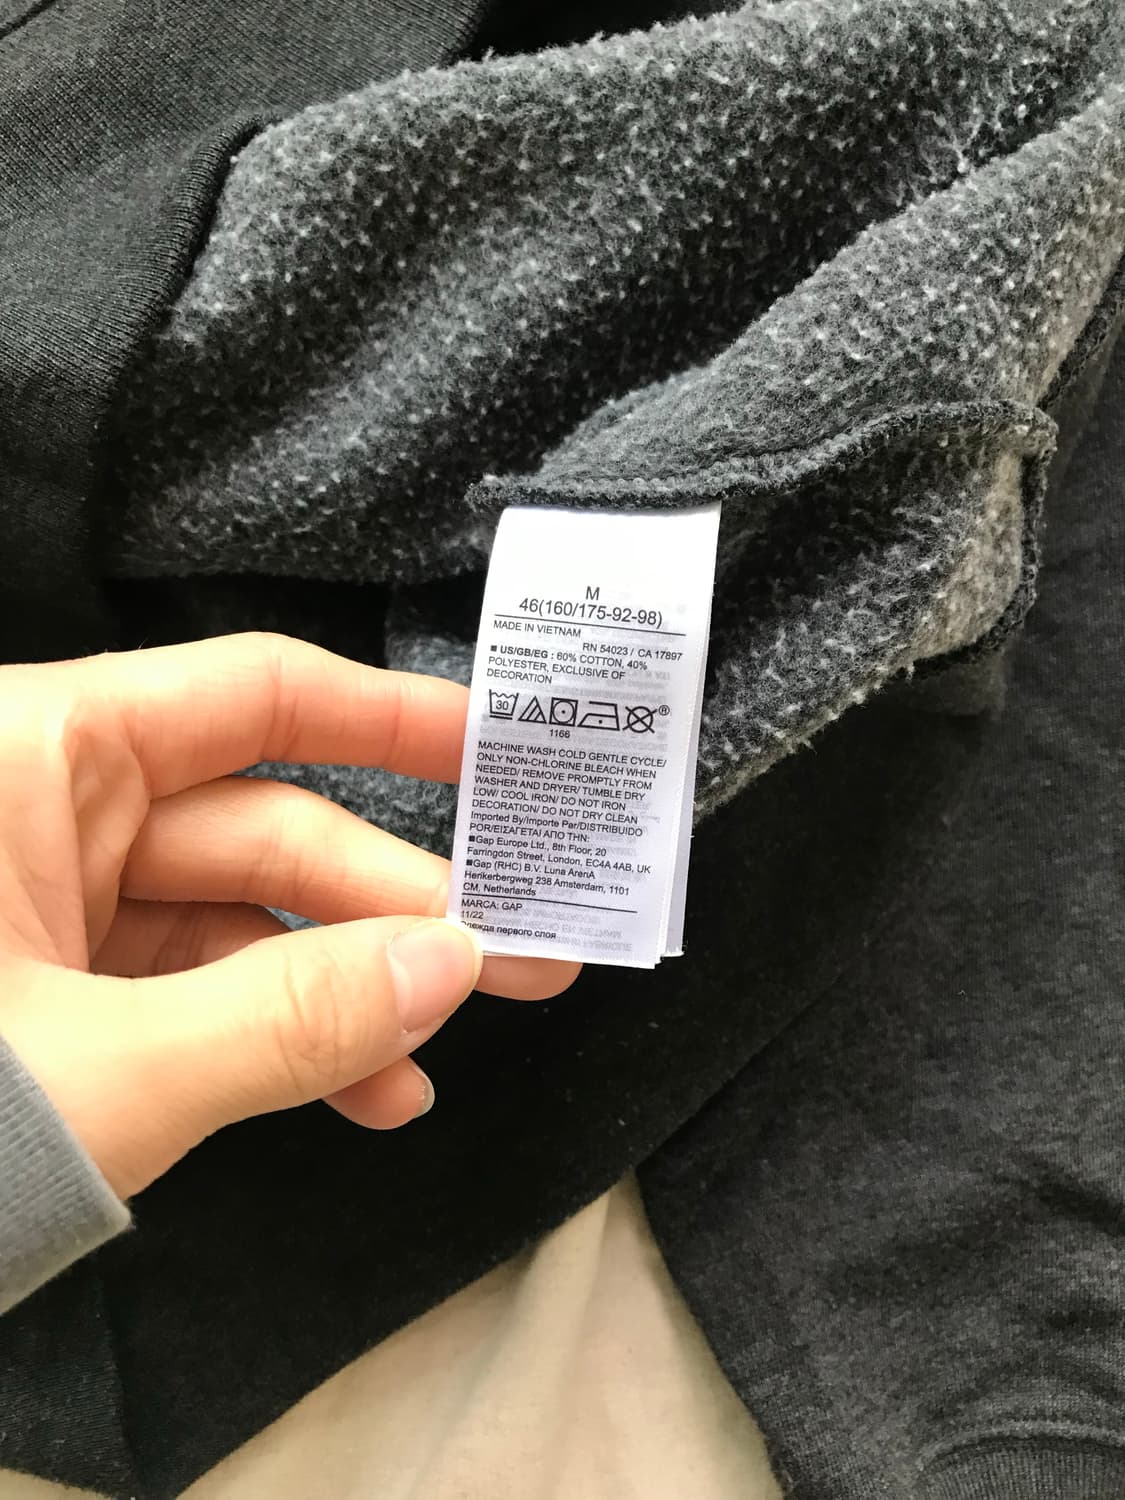 M
46(160/175-92-98)
MADE IN VIETNAM
RN 54023 / CA 17897
■ US/GB/EG : 60% COTTON, 40%
POLYESTER, EXCLUSIVE OF
DECORATION
30 ®
1166
MACHINE WASH COLD GENTLE CYCLE/
ONLY NON-CHLORINE BLEACH WHEN
NEEDED/ REMOVE PROMPTLY FROM
WASHER AND DRYER/ TUMBLE DRY
LOW/ COOL IRON/ DO NOT IRON
DECORATION/ DO NOT DRY CLEAN
Imported By/Importe Par/DISTRIBUIDO
POR/ΕΙΣΑΓΕΤΑΙ ΑΠΟ ΤΗΝ:
■Gap Europe Ltd., 8th Floor, 20
Farringdon Street, London, EC4A 4AB, UK
■Gap (RHC) B.V. Luna ArenA
Herikerbergweg 238 Amsterdam, 1101
CM, Netherlands
MARCA: GAP
11/22
Одежда первого слоя